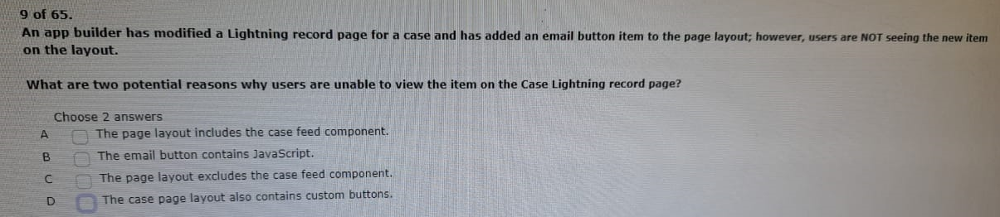 9 of 65.
An app builder has modified a Lightning record page for a case and has added an email button item to the page layout; however, users are NOT seeing the new item
on the layout.
What are two potential reasons why users are unable to view the item on the Case Lightning record page?
Choose 2 answers
A The page layout includes the case feed component.
B The email button contains JavaScript.
C The page layout excludes the case feed component.
D The case page layout also contains custom buttons.